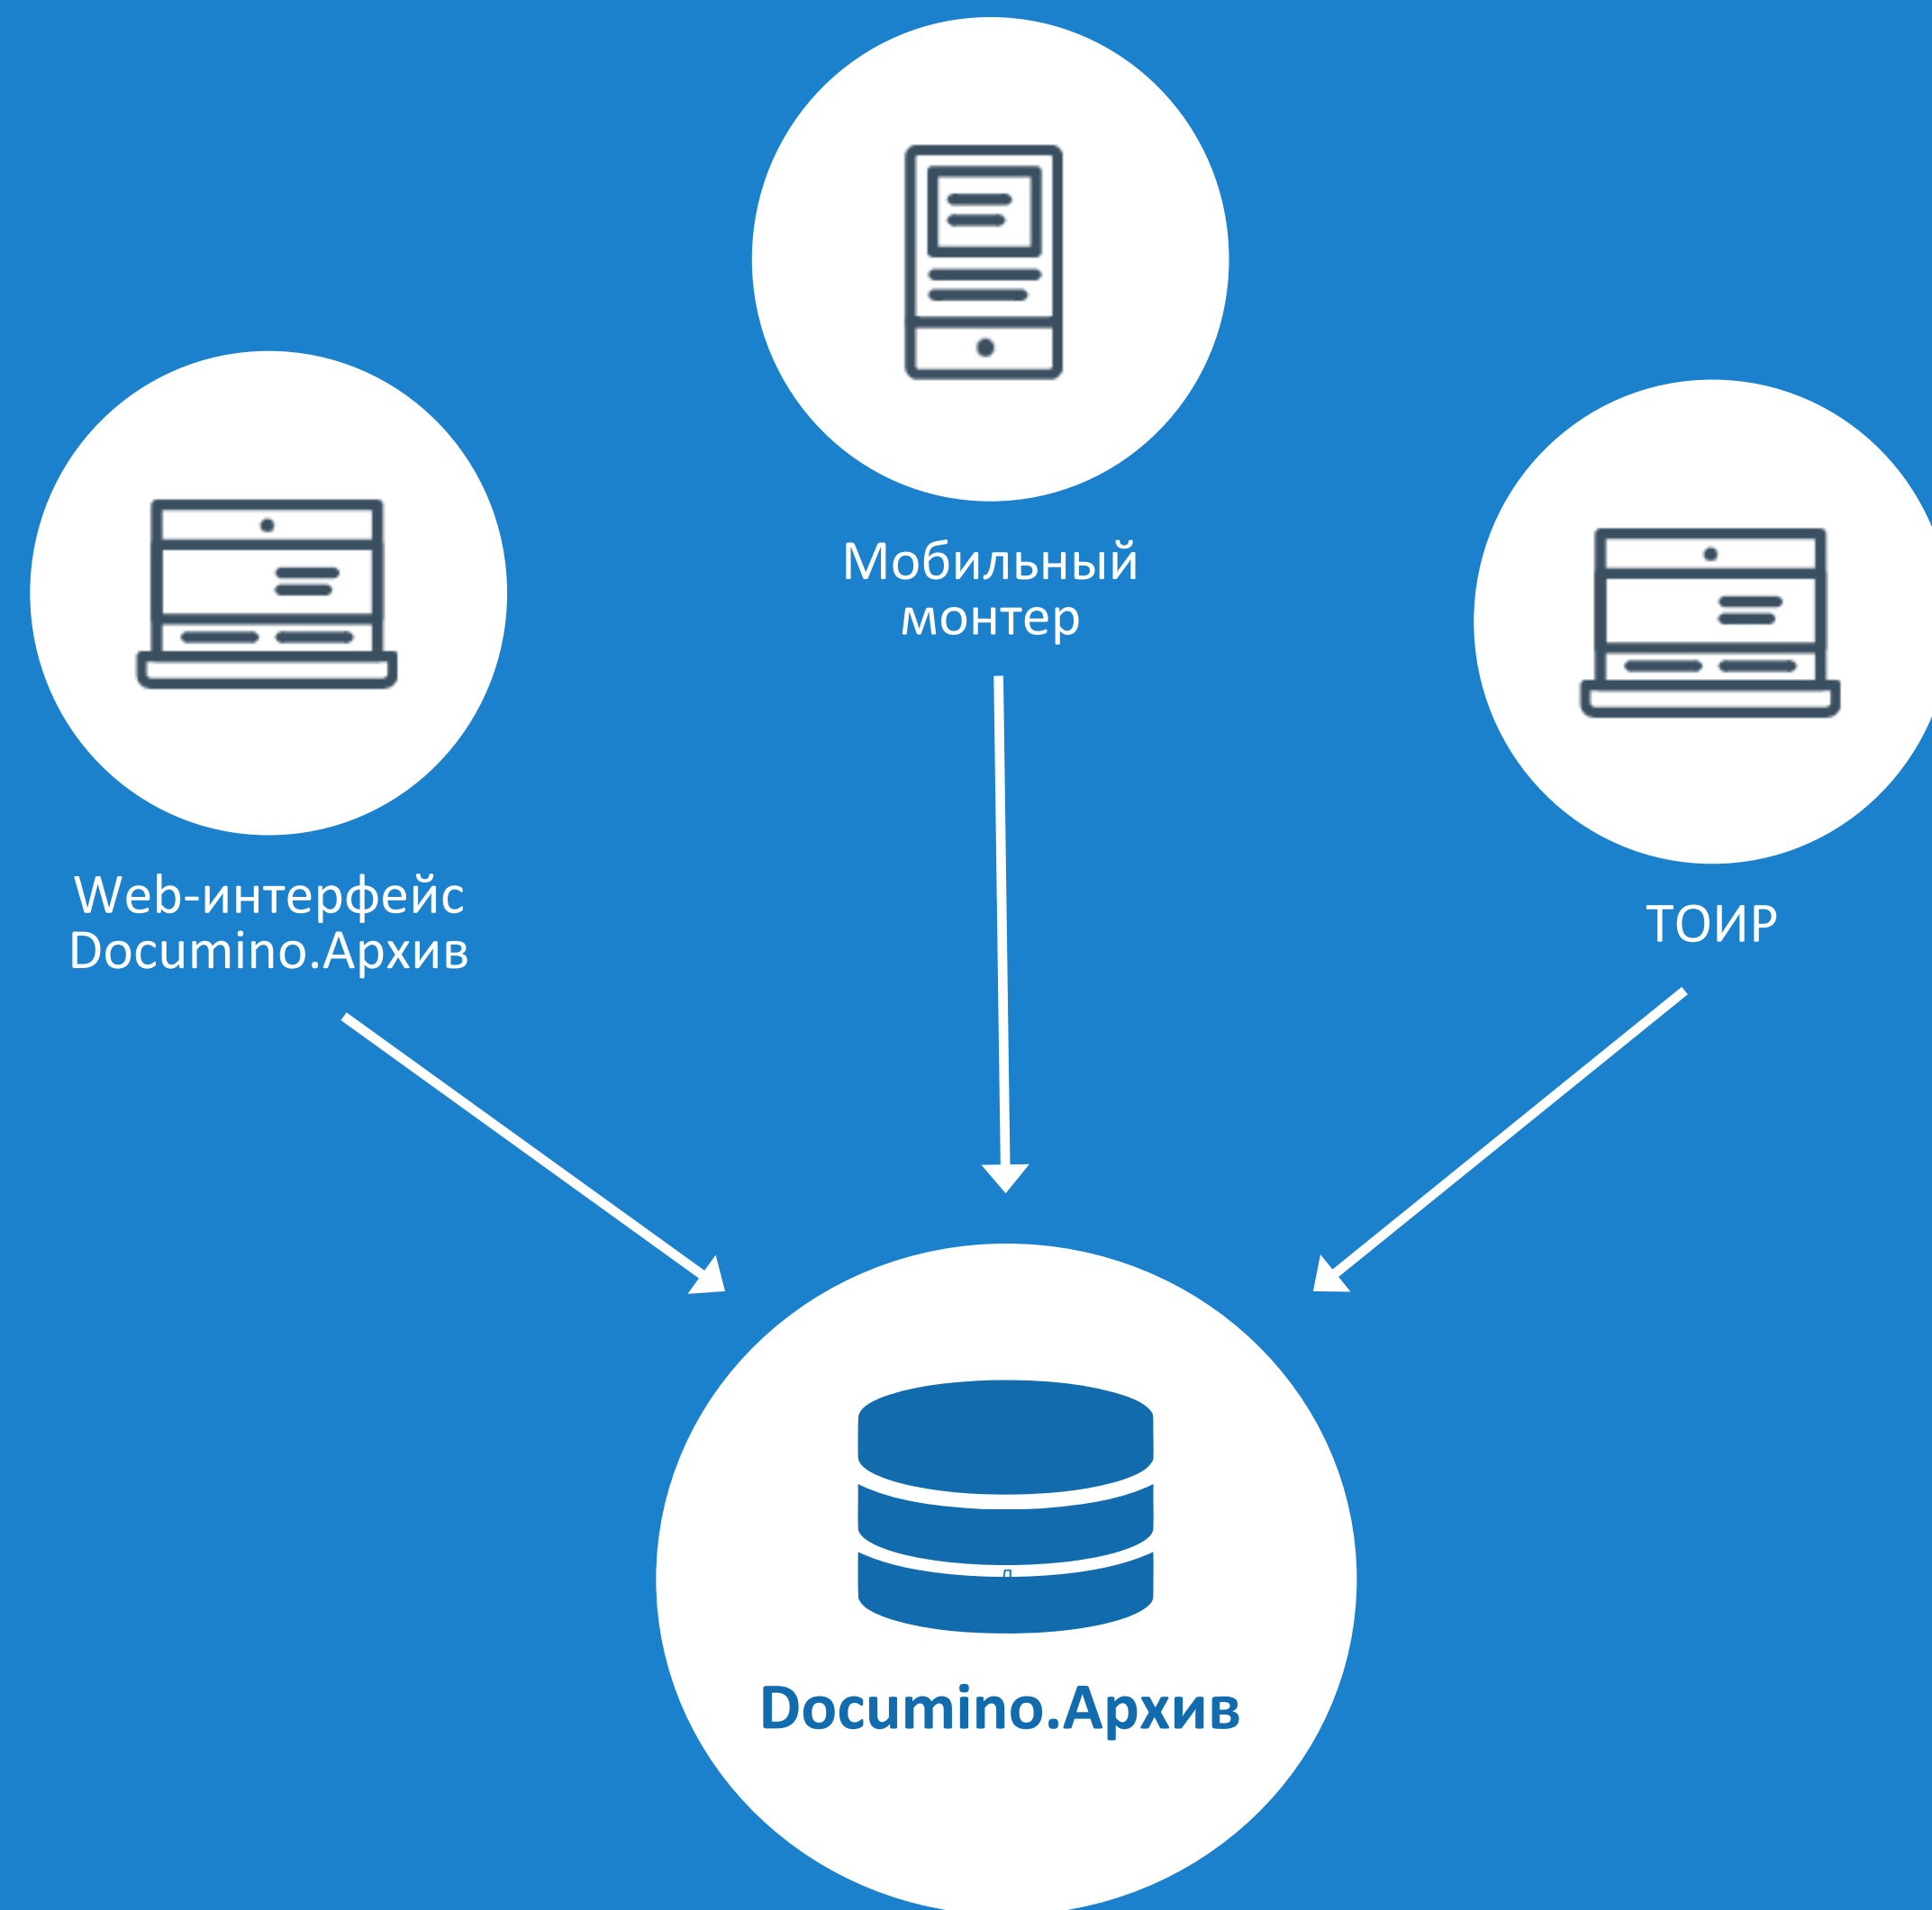 Мобильный
монтер
Web-интерфейс
Documino.Архив
ТОИР
Documino.Архив